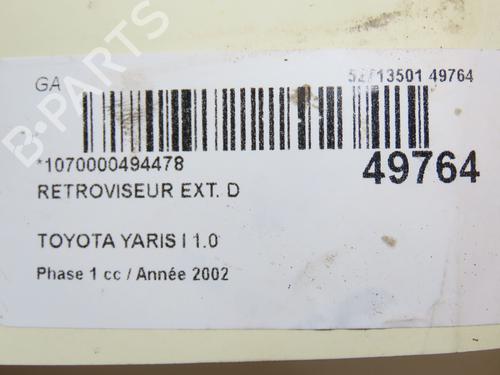 GA 52713501 49764
*1070000494478 49764
RETROVISEUR EXT. D
TOYOTA YARIS I 1.0
Phase 1 cc / Année 2002
B-PARTS